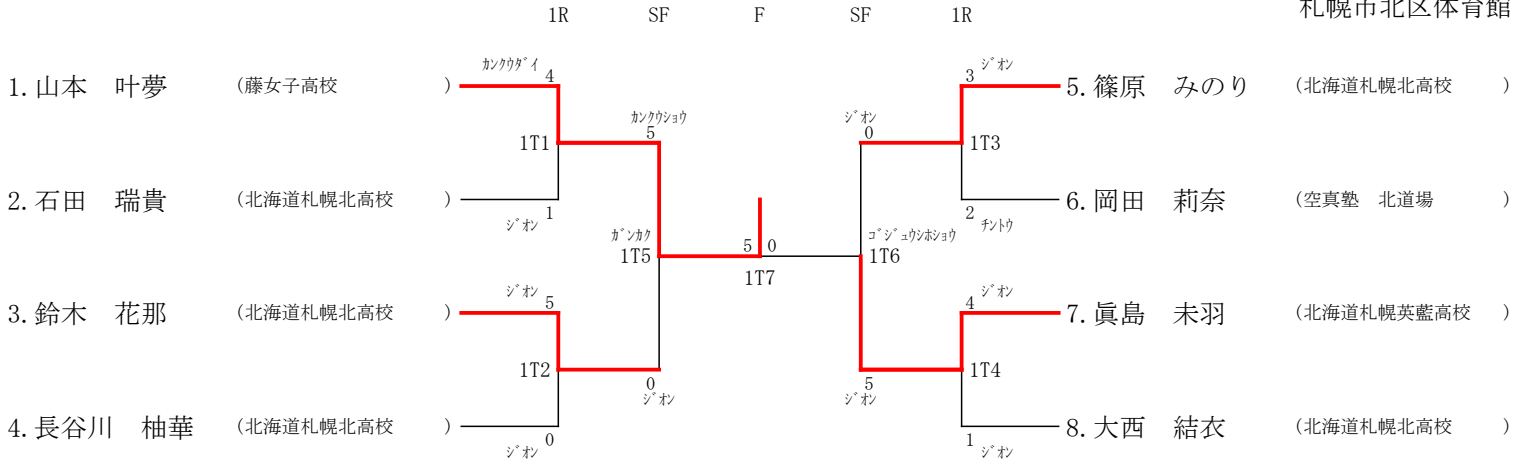 札幌市北区体育館
1R SF F SF 1R
ｶﾝｸｳﾀﾞｲ 4
1. 山本 叶夢 (藤女子高校 )
3 ｼﾞｵﾝ
5. 篠原 みのり (北海道札幌北高校 )
ｶﾝｸｳｼｮｳ
5
ｼﾞｵﾝ
0
1T1
1T3
2. 石田 瑞貴 (北海道札幌北高校 )
ｼﾞｵﾝ 1
6. 岡田 莉奈 (空真塾 北道場 )
2 ﾁﾝﾄｳ
ｶﾞﾝｶｸ
1T5
5 0
1T7
ｺﾞｼﾞｭｳｼﾎｼｮｳ
1T6
ｼﾞｵﾝ 5
3. 鈴木 花那 (北海道札幌北高校 )
4 ｼﾞｵﾝ
7. 眞島 未羽 (北海道札幌英藍高校 )
1T2
1T4
0
ｼﾞｵﾝ
5
ｼﾞｵﾝ
4. 長谷川 柚華 (北海道札幌北高校 )
ｼﾞｵﾝ 0
8. 大西 結衣 (北海道札幌北高校 )
1 ｼﾞｵﾝ